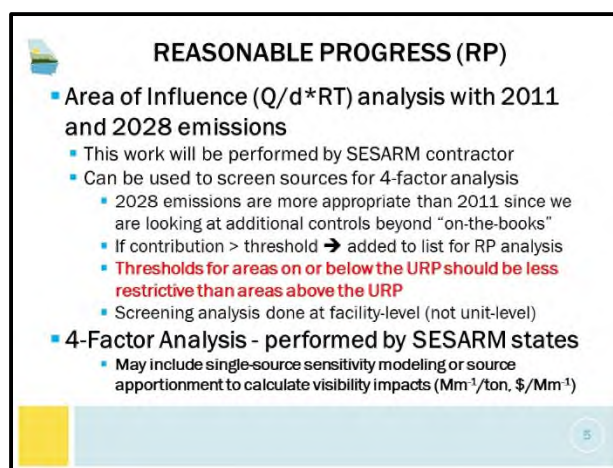 REASONABLE PROGRESS (RP)
▪ Area of Influence (Q/d*RT) analysis with 2011
and 2028 emissions
▪ This work will be performed by SESARM contractor
▪ Can be used to screen sources for 4-factor analysis
▪ 2028 emissions are more appropriate than 2011 since we
are looking at additional controls beyond “on-the-books”
▪ If contribution > threshold ➔ added to list for RP analysis
▪ Thresholds for areas on or below the URP should be less
restrictive than areas above the URP
▪ Screening analysis done at facility-level (not unit-level)
▪ 4-Factor Analysis - performed by SESARM states
▪ May include single-source sensitivity modeling or source
apportionment to calculate visibility impacts (Mm⁻¹/ton, $/Mm⁻¹)
5